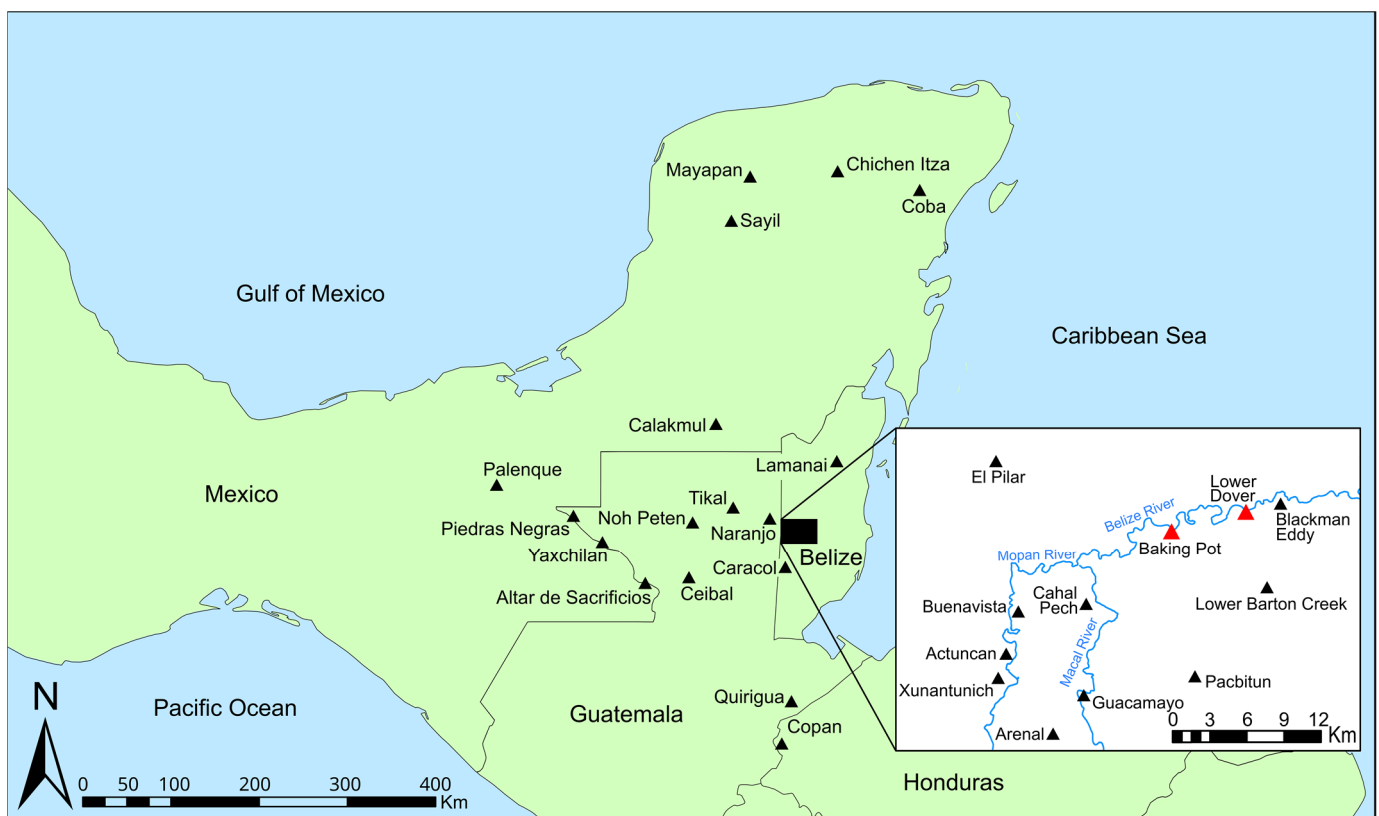 Mayapan
Chichen Itza
Coba
Sayil
Gulf of Mexico
Caribbean Sea
Calakmul
Lamanai
Palenque
Mexico
Tikal
Piedras Negras
Noh Peten
Naranjo
Yaxchilan
Belize
Caracol
Altar de Sacrificios
Ceibal
Quirigua
Copan
Guatemala
Pacific Ocean
Honduras
N
0 50 100 200 300 400
Km
El Pilar
Lower
Dover
Belize River
Blackman
Eddy
Baking Pot
Mopan River
Buenavista
Cahal
Pech
Lower Barton Creek
Actuncan
Macal River
Xunantunich
Pacbitun
Guacamayo
Arenal
0 3 6 9 12
Km